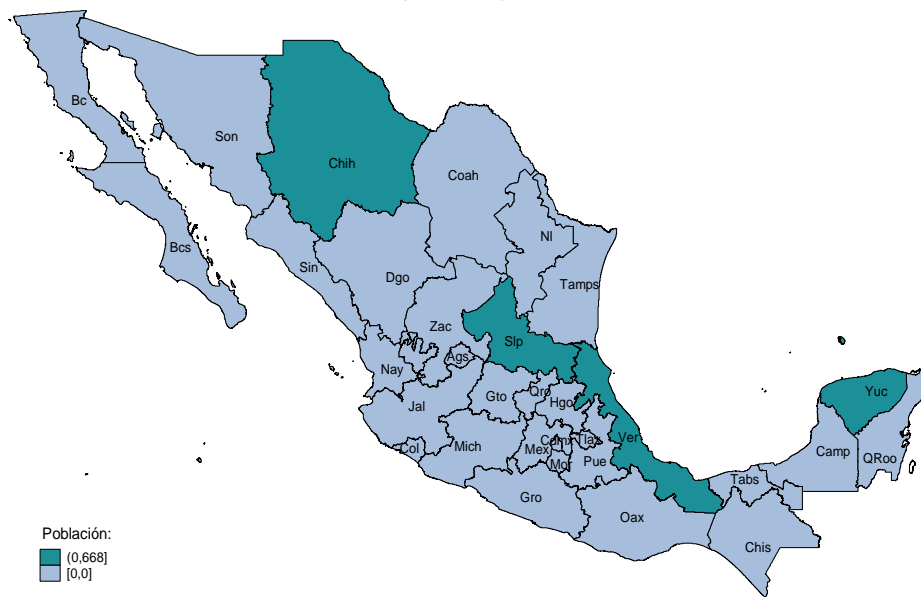 Bc
Son
Chih
Coah
Nl
Bcs
Sin
Dgo
Tamps
Zac
Slp
Ags
Nay
Yuc
Gto
Qro
Hgo
Jal
Ver
Cdmx
Tlax
Col
Mich
Mex
Pue
Camp
QRoo
Mor
Tabs
Gro
Oax
Chis
Población:
(0,668]
[0,0]